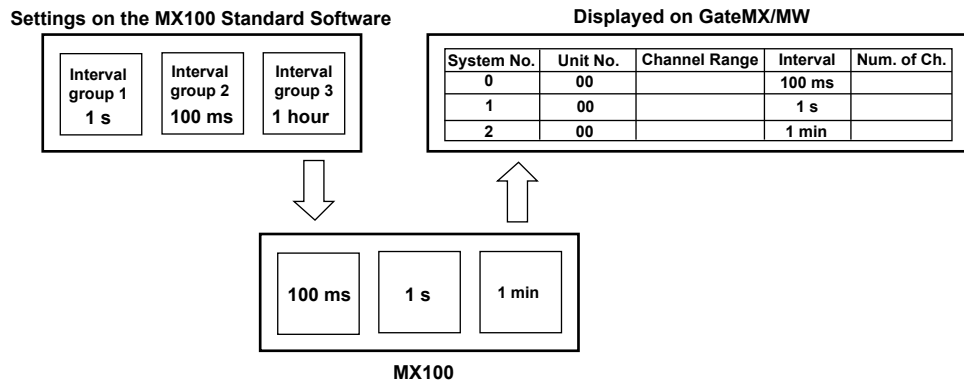 Settings on the MX100 Standard Software
Interval group 1
1 s
Interval group 2
100 ms
Interval group 3
1 hour
Displayed on GateMX/MW
System No. Unit No. Channel Range Interval Num. of Ch.
0 00 100 ms
1 00 1 s
2 00 1 min
100 ms
1 s
1 min
MX100